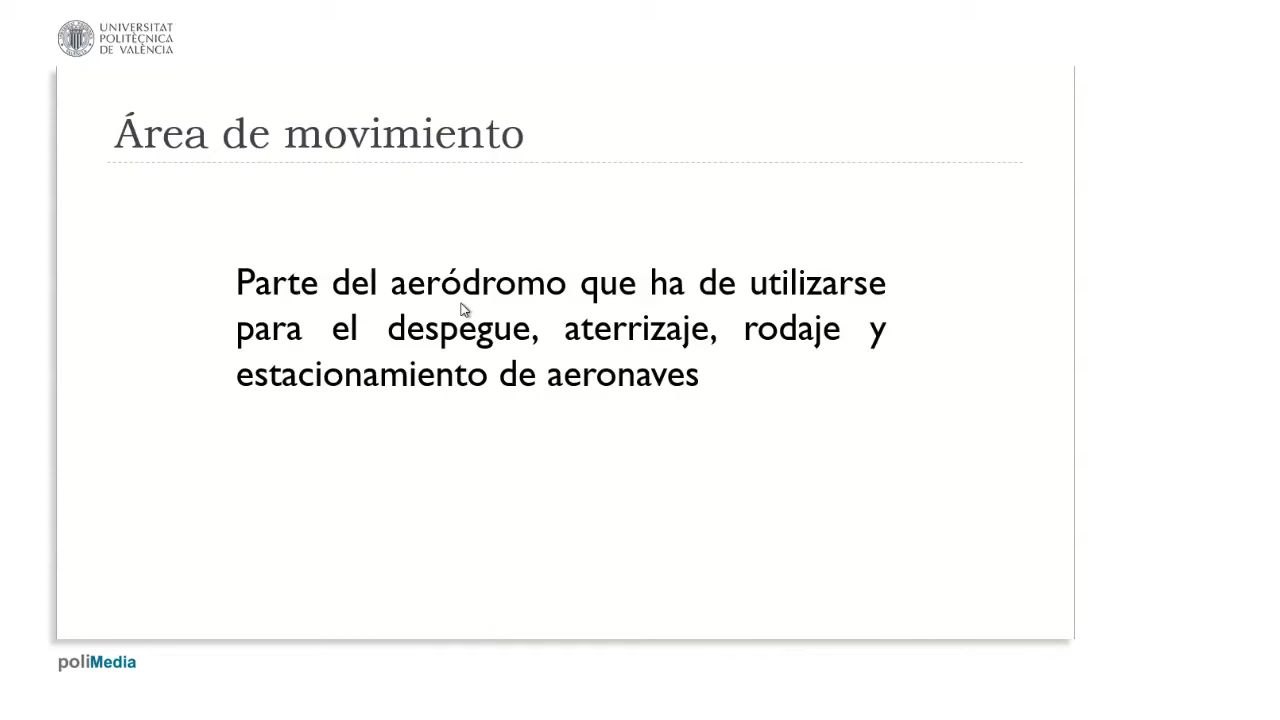 UNIVERSITAT
POLITÈCNICA
DE VALÈNCIA
Área de movimiento
Parte del aeródromo que ha de utilizarse
para el despegue, aterrizaje, rodaje y
estacionamiento de aeronaves
poliMedia